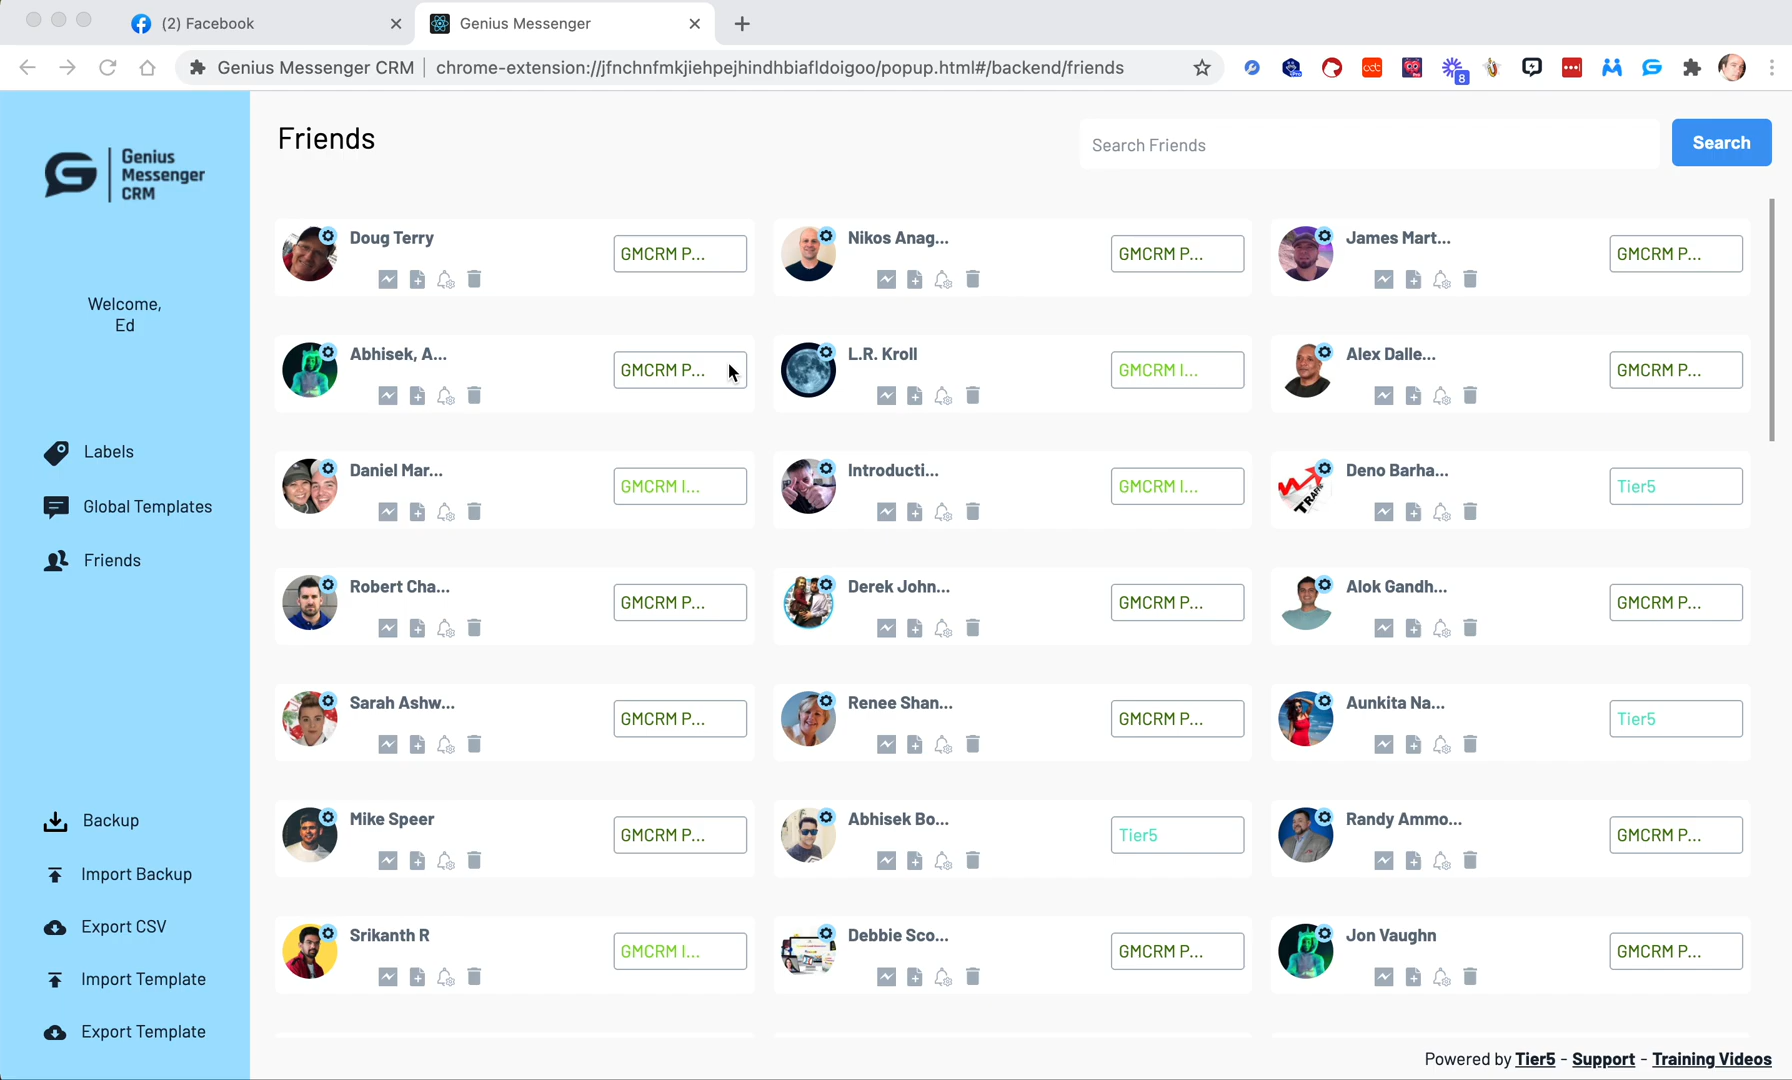 (2) Facebook
Genius Messenger
Genius Messenger CRM
chrome-extension://jfnchnfmkjiehpejhindhbiafldoigoo/popup.html#/backend/friends
8
Genius
Messenger
CRM
Welcome,
Ed
Labels
Global Templates
Friends
Backup
Import Backup
Export CSV
Import Template
Export Template
Friends
Search Friends
Search
Doug Terry
GMCRM P...
Nikos Anag...
GMCRM P...
James Mart...
GMCRM P...
Abhisek, A...
GMCRM P...
L.R. Kroll
GMCRM I...
Alex Dalle...
GMCRM P...
Daniel Mar...
GMCRM I...
Introducti...
GMCRM I...
TRAFFIC
Deno Barha...
Tier5
Robert Cha...
GMCRM P...
Derek John...
GMCRM P...
Alok Gandh...
GMCRM P...
Sarah Ashw...
GMCRM P...
Renee Shan...
GMCRM P...
Aunkita Na...
Tier5
Mike Speer
GMCRM P...
Abhisek Bo...
Tier5
Randy Ammo...
GMCRM P...
Srikanth R
GMCRM I...
Debbie Sco...
GMCRM P...
Jon Vaughn
GMCRM P...
Powered by Tier5 - Support - Training Videos